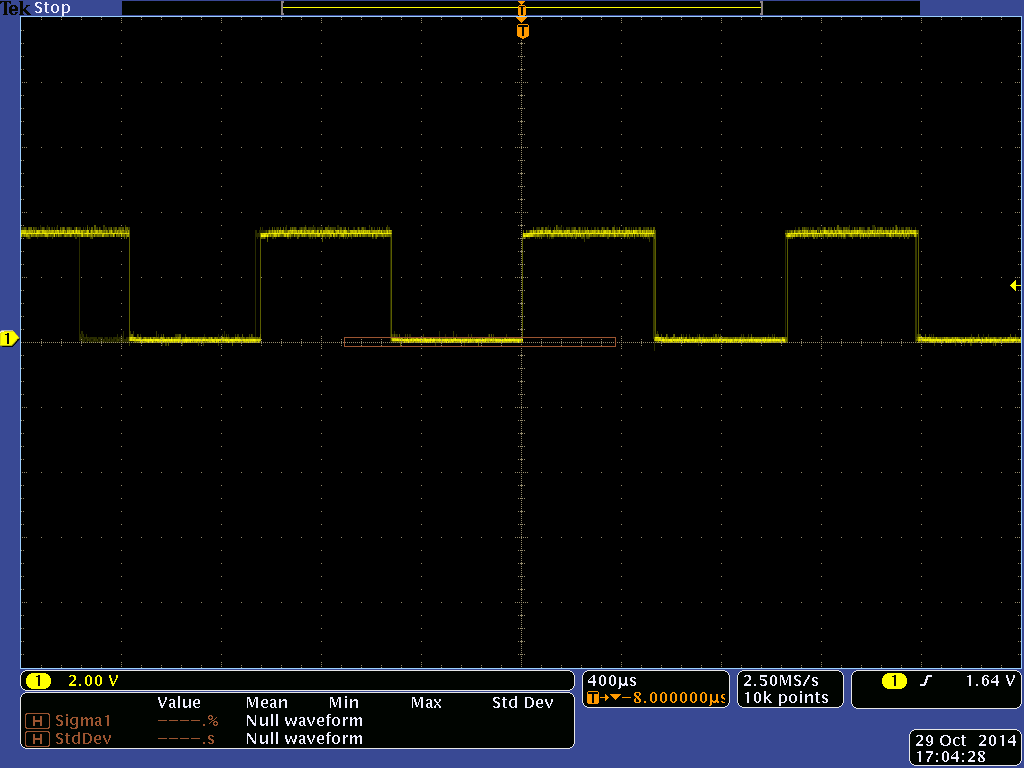 Tek Stop
T
T
1
1 2.00 V
400µs
T→▼−8.000000µs
2.50MS/s
10k points
1 1.64 V
Value Mean Min Max Std Dev
H Sigma1 ----.% Null waveform
H StdDev ----.s Null waveform
29 Oct 2014
17:04:28